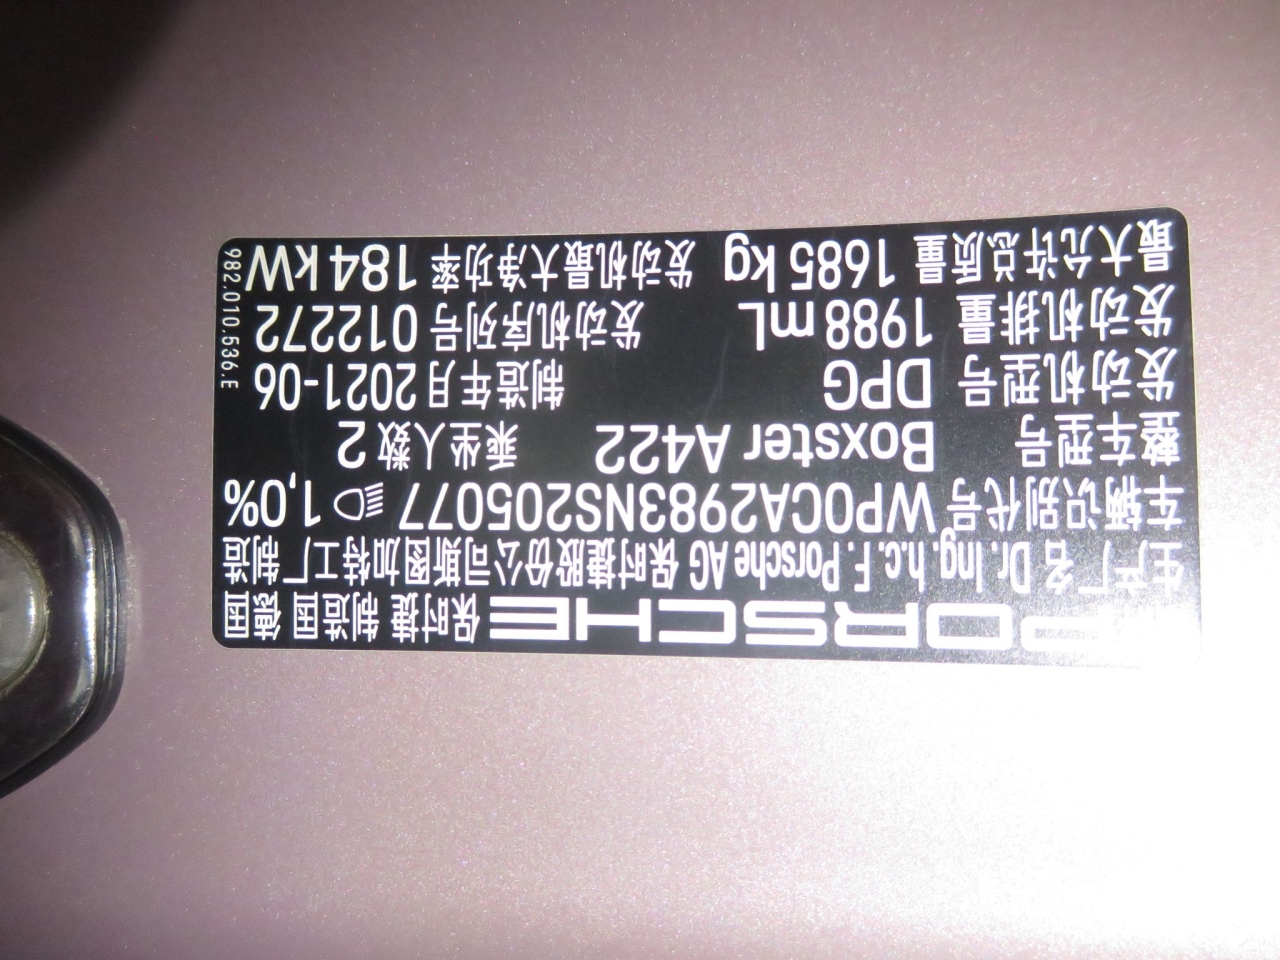 PORSCHE 保时捷 制造国 德国
生产厂名 Dr. Ing. h.c. F. Porsche AG 保时捷股份公司斯图加特工厂制造
车辆识别代号 WP0CA2983NS205077 1,0%
整车型号 Boxster A422 乘坐人数 2
发动机型号 DPG 制造年月 2021-06
发动机排量 1988 mL 发动机序列号 012272
最大允许总质量 1685 kg 发动机最大净功率 184 kW
982.010.536.E